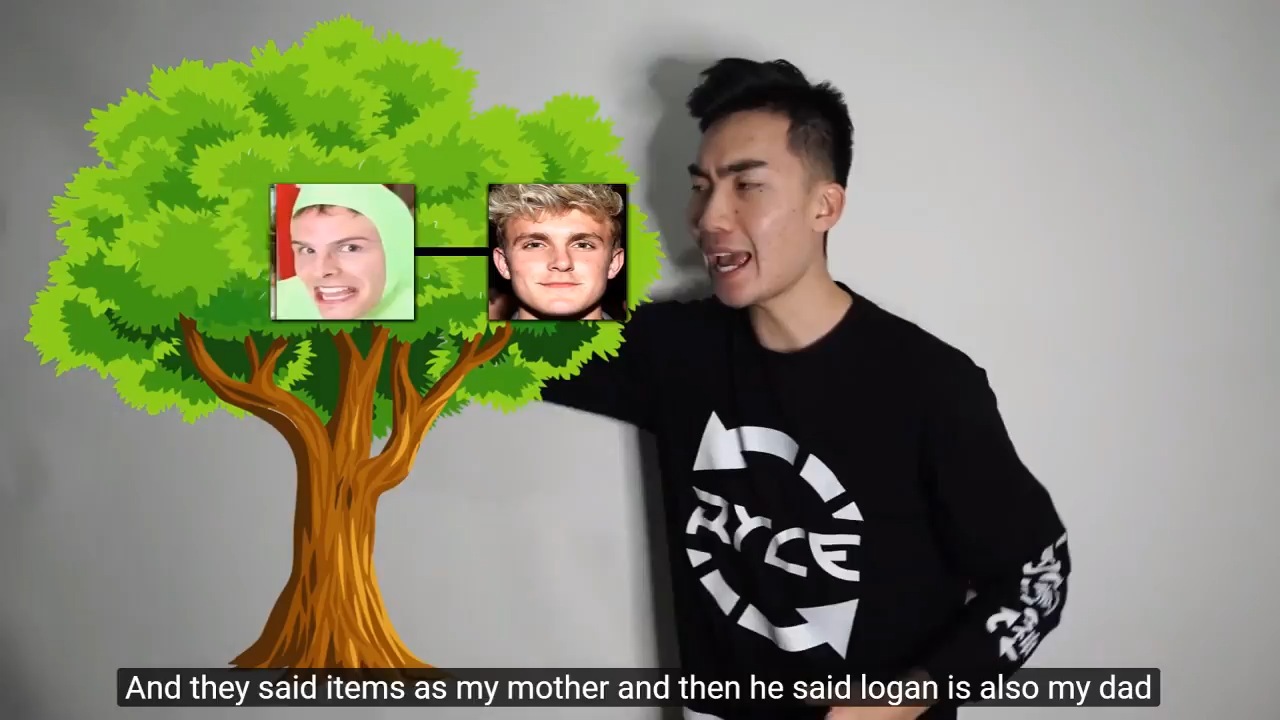 RYCE
And they said items as my mother and then he said logan is also my dad